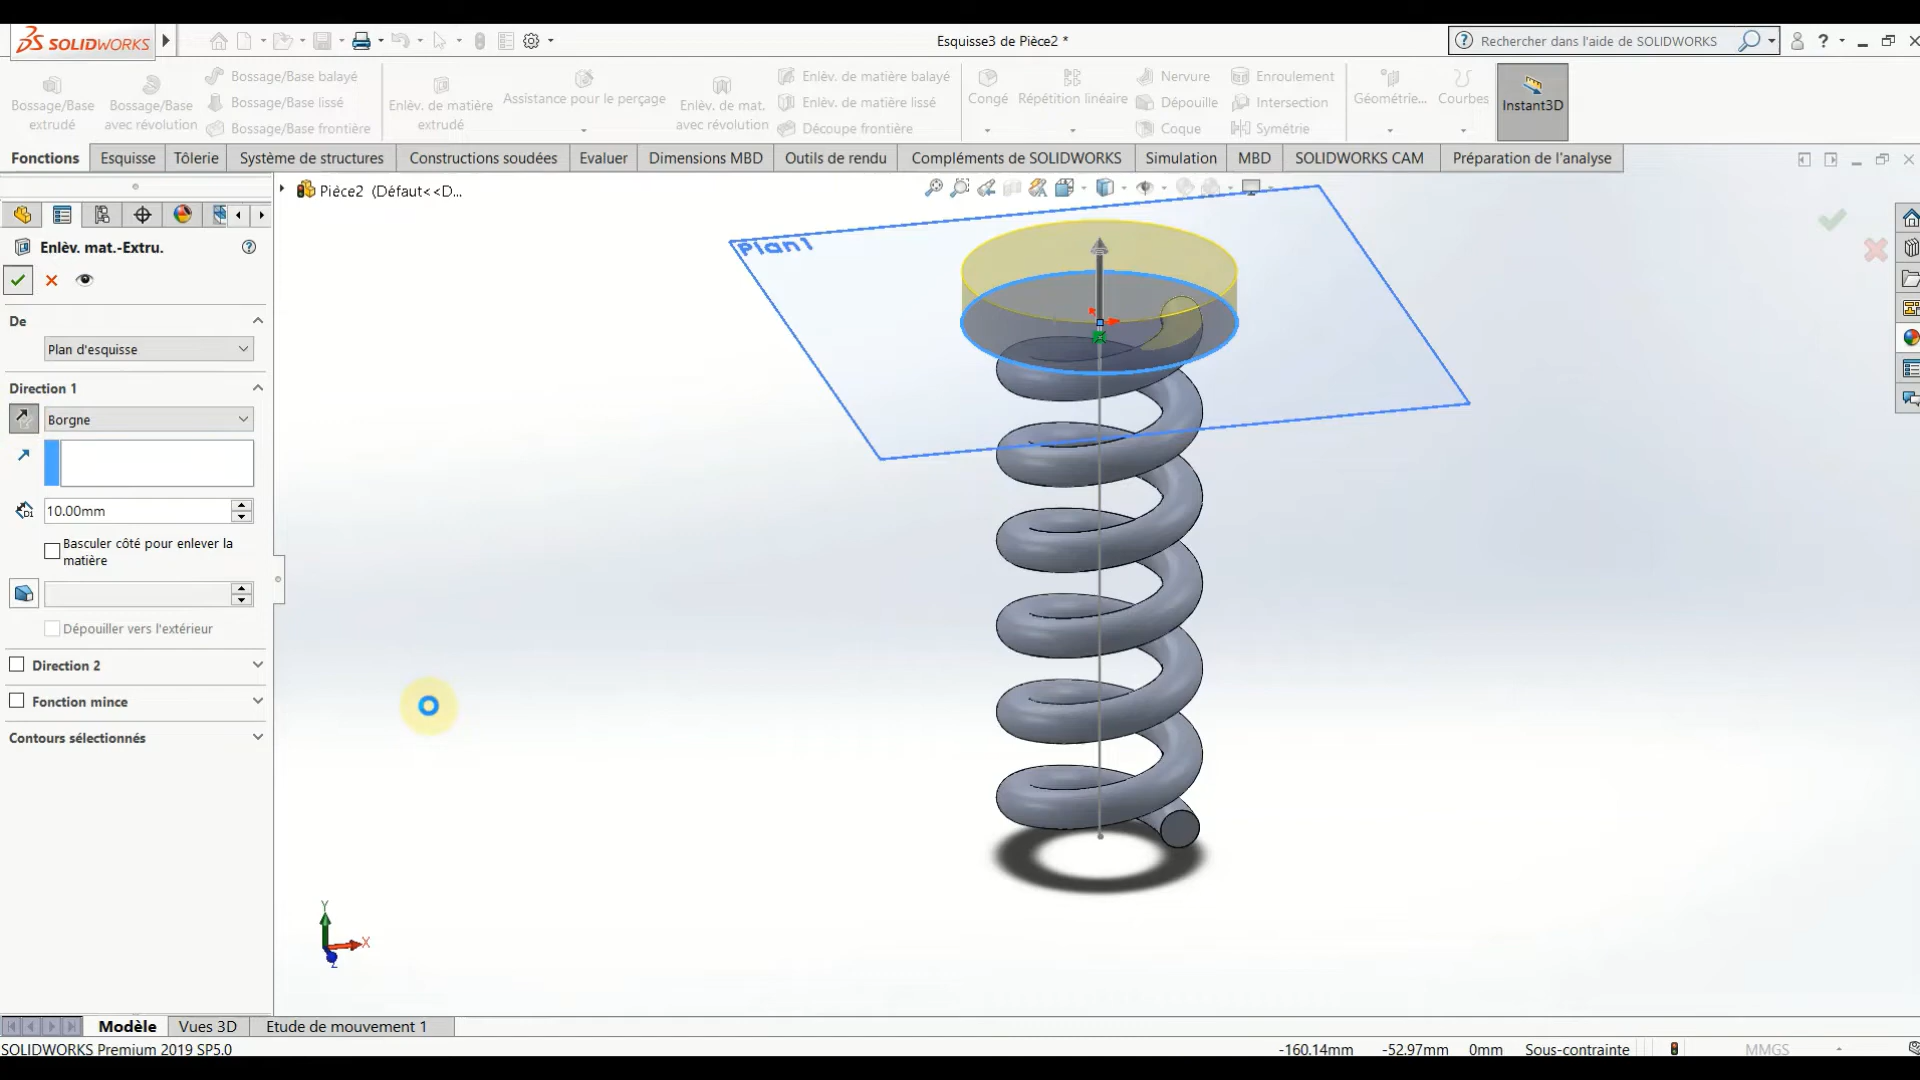 SOLIDWORKS
Esquisse3 de Pièce2 *
Rechercher dans l'aide de SOLIDWORKS
Bossage/Base extrudé
Bossage/Base avec révolution
Bossage/Base balayé
Bossage/Base lissé
Bossage/Base frontière
Enlèv. de matière extrudé
Assistance pour le perçage
Enlèv. de mat. avec révolution
Enlèv. de matière balayé
Enlèv. de matière lissé
Découpe frontière
Congé
Répétition linéaire
Nervure
Dépouille
Coque
Enroulement
Intersection
Symétrie
Géométrie...
Courbes
Instant3D
Fonctions
Esquisse
Tôlerie
Système de structures
Constructions soudées
Evaluer
Dimensions MBD
Outils de rendu
Compléments de SOLIDWORKS
Simulation
MBD
SOLIDWORKS CAM
Préparation de l'analyse
Pièce2 (Défaut<<D...
Enlèv. mat.-Extru.
De
Plan d'esquisse
Direction 1
Borgne
D1
10.00mm
Basculer côté pour enlever la
matière
Dépouiller vers l'extérieur
Direction 2
Fonction mince
Contours sélectionnés
Plan1
Y
X
Z
Modèle
Vues 3D
Etude de mouvement 1
SOLIDWORKS Premium 2019 SP5.0
-160.14mm
-52.97mm
0mm
Sous-contrainte
MMGS